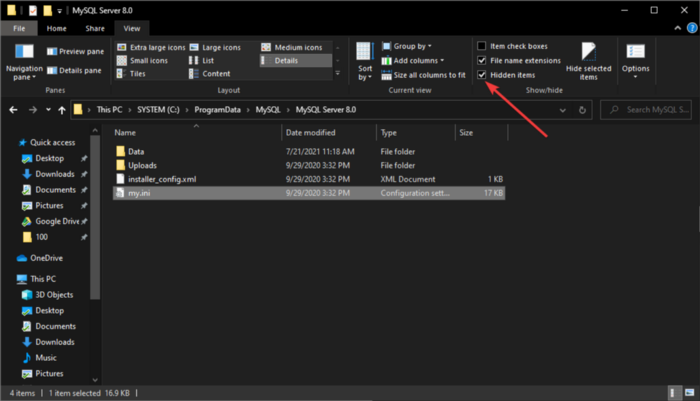 MySQL Server 8.0
File Home Share View
Navigation pane
Preview pane
Details pane
Panes
Extra large icons Large icons Medium icons
Small icons List Details
Tiles Content
Layout
Sort by
Group by
Add columns
Size all columns to fit
Current view
Item check boxes
File name extensions
Hidden items
Hide selected items
Show/hide
Options
This PC SYSTEM (C:) ProgramData MySQL MySQL Server 8.0
Search MySQL S...
Name Date modified Type Size
Data 7/21/2021 11:18 AM File folder
Uploads 9/29/2020 3:32 PM File folder
installer_config.xml 9/29/2020 3:32 PM XML Document 1 KB
my.ini 9/29/2020 3:32 PM Configuration sett... 17 KB
Quick access
Desktop
Downloads
Documents
Pictures
Google Drive
100
OneDrive
This PC
3D Objects
Desktop
Documents
Downloads
Music
Pictures
4 items 1 item selected 16.9 KB